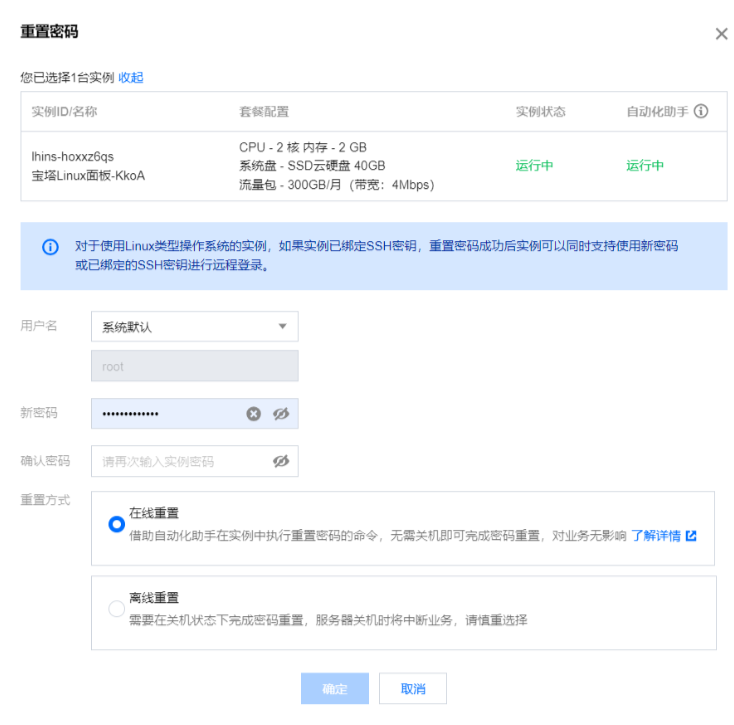 重置密码
您已选择1台实例 收起
实例ID/名称 套餐配置 实例状态 自动化助手
lhins-hoxxz6qs
宝塔Linux面板-KkoA
CPU - 2 核 内存 - 2 GB
系统盘 - SSD云硬盘 40GB
流量包 - 300GB/月（带宽：4Mbps）
运行中 运行中
对于使用Linux类型操作系统的实例，如果实例已绑定SSH密钥，重置密码成功后实例可以同时支持使用新密码
或已绑定的SSH密钥进行远程登录。
用户名 系统默认
root
新密码 •••••••••••••
确认密码 请再次输入实例密码
重置方式
在线重置
借助自动化助手在实例中执行重置密码的命令，无需关机即可完成密码重置，对业务无影响 了解详情
离线重置
需要在关机状态下完成密码重置，服务器关机时将中断业务，请慎重选择
确定 取消